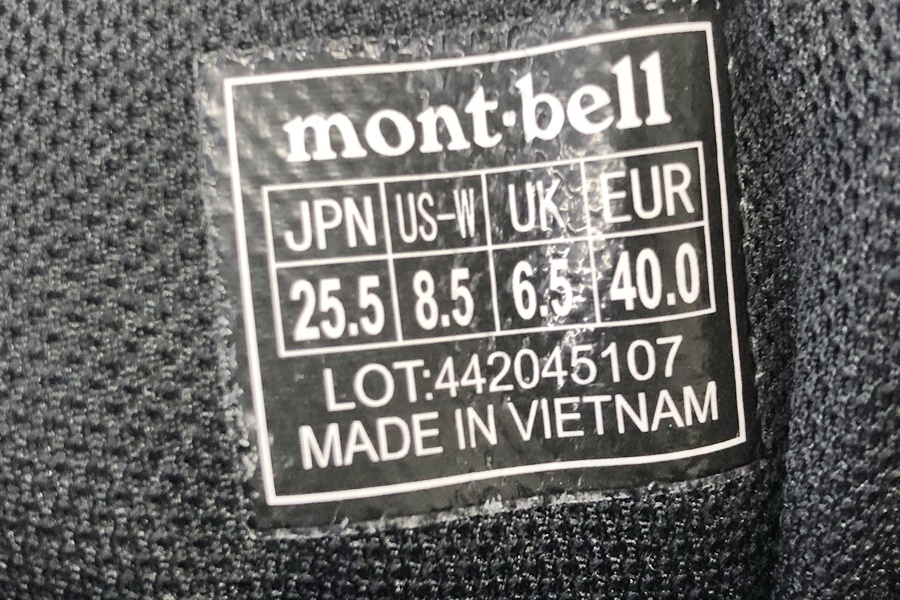 mont-bell
JPN US-W UK EUR
25.5 8.5 6.5 40.0
LOT:442045107
MADE IN VIETNAM